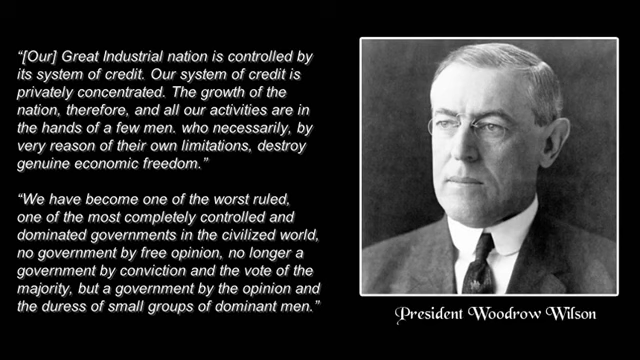 “[Our] Great Industrial nation is controlled by
its system of credit. Our system of credit is
privately concentrated. The growth of the
nation, therefore, and all our activities are in
the hands of a few men. who necessarily, by
very reason of their own limitations, destroy
genuine economic freedom.”
“We have become one of the worst ruled,
one of the most completely controlled and
dominated governments in the civilized world,
no government by free opinion, no longer a
government by conviction and the vote of the
majority, but a government by the opinion and
the duress of small groups of dominant men.”
President Woodrow Wilson